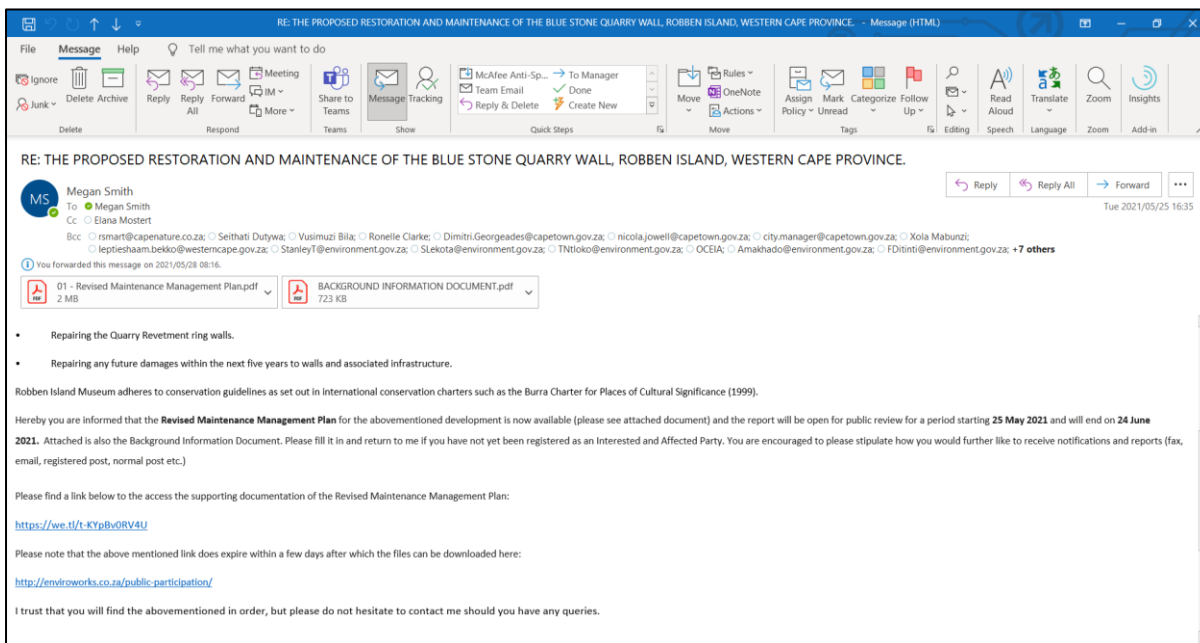 RE: THE PROPOSED RESTORATION AND MAINTENANCE OF THE BLUE STONE QUARRY WALL, ROBBEN ISLAND, WESTERN CAPE PROVINCE. - Message (HTML)
File Message Help Tell me what you want to do
Ignore
Junk
Delete Archive
Delete
Reply Reply All Forward
Meeting
IM
More
Respond
Share to Teams
Teams
Message Tracking
Show
McAfee Anti-Sp... To Manager
Team Email Done
Reply & Delete Create New
Quick Steps
Move
Rules
OneNote
Actions
Move
Assign Policy Mark Unread Categorize Follow Up
Tags
Editing
Read Aloud
Speech
Translate
Language
Zoom
Zoom
Insights
Add-in
RE: THE PROPOSED RESTORATION AND MAINTENANCE OF THE BLUE STONE QUARRY WALL, ROBBEN ISLAND, WESTERN CAPE PROVINCE.
MS
Megan Smith
To Megan Smith
Cc Elana Mostert
Bcc rsmart@capenature.co.za; Seithati Dutywa; Vusimuzi Bila; Ronelle Clarke; Dimitri.Georgeades@capetown.gov.za; nicola.jowell@capetown.gov.za; city.manager@capetown.gov.za; Xola Mabunzi;
leptieshaam.bekko@westerncape.gov.za; StanleyT@environment.gov.za; SLekota@environment.gov.za; TNtloko@environment.gov.za; OCEIA; Amakhado@environment.gov.za; FDitinti@environment.gov.za; +7 others
Reply Reply All Forward
Tue 2021/05/25 16:35
You forwarded this message on 2021/05/28 08:16.
01 - Revised Maintenance Management Plan.pdf
2 MB
BACKGROUND INFORMATION DOCUMENT.pdf
723 KB
• Repairing the Quarry Revetment ring walls.
• Repairing any future damages within the next five years to walls and associated infrastructure.
Robben Island Museum adheres to conservation guidelines as set out in international conservation charters such as the Burra Charter for Places of Cultural Significance (1999).
Hereby you are informed that the Revised Maintenance Management Plan for the abovementioned development is now available (please see attached document) and the report will be open for public review for a period starting 25 May 2021 and will end on 24 June
2021. Attached is also the Background Information Document. Please fill it in and return to me if you have not yet been registered as an Interested and Affected Party. You are encouraged to please stipulate how you would further like to receive notifications and reports (fax,
email, registered post, normal post etc.)
Please find a link below to the access the supporting documentation of the Revised Maintenance Management Plan:
https://we.tl/t-KYpBv0RV4U
Please note that the above mentioned link does expire within a few days after which the files can be downloaded here:
http://enviroworks.co.za/public-participation/
I trust that you will find the abovementioned in order, but please do not hesitate to contact me should you have any queries.